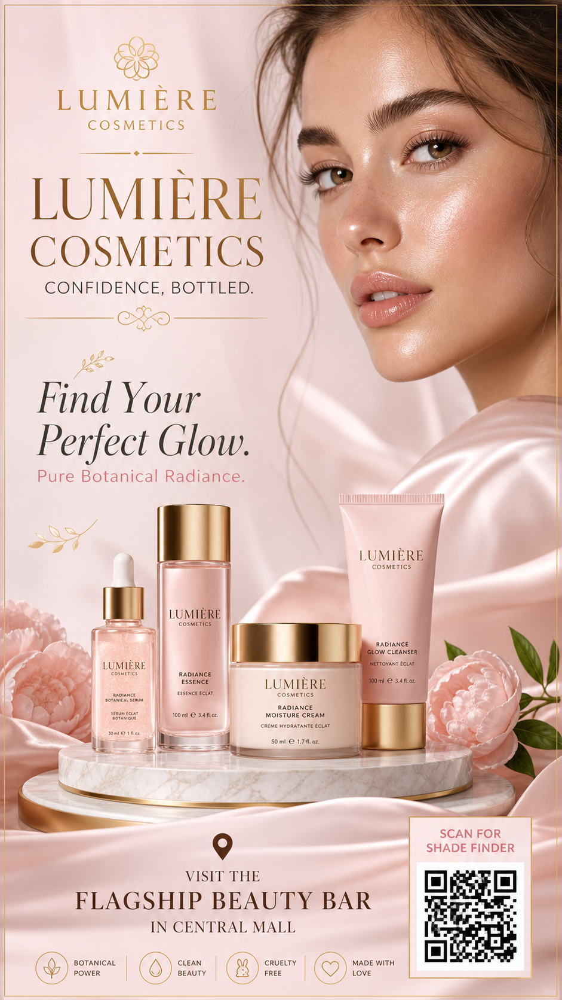 LUMIÈRE
COSMETICS
LUMIÈRE
COSMETICS
CONFIDENCE, BOTTLED.
Find Your
Perfect Glow.
Pure Botanical Radiance.
LUMIÈRE
COSMETICS
RADIANCE
BOTANICAL SERUM
SÉRUM ÉCLAT
BOTANIQUE
30 ml ℮ 1 fl. oz.
LUMIÈRE
COSMETICS
RADIANCE
ESSENCE
ESSENCE ÉCLAT
100 ml ℮ 3.4 fl. oz.
LUMIÈRE
COSMETICS
RADIANCE
MOISTURE CREAM
CRÉME HYDRATANTE ÉCLAT
50 ml ℮ 1.7 fl. oz.
LUMIÈRE
COSMETICS
RADIANCE
GLOW CLEANSER
NETTOYANT ÉCLAT
100 ml ℮ 3.4 fl. oz.
VISIT THE
FLAGSHIP BEAUTY BAR
IN CENTRAL MALL
SCAN FOR
SHADE FINDER
BOTANICAL
POWER
CLEAN
BEAUTY
CRUELTY
FREE
MADE WITH
LOVE